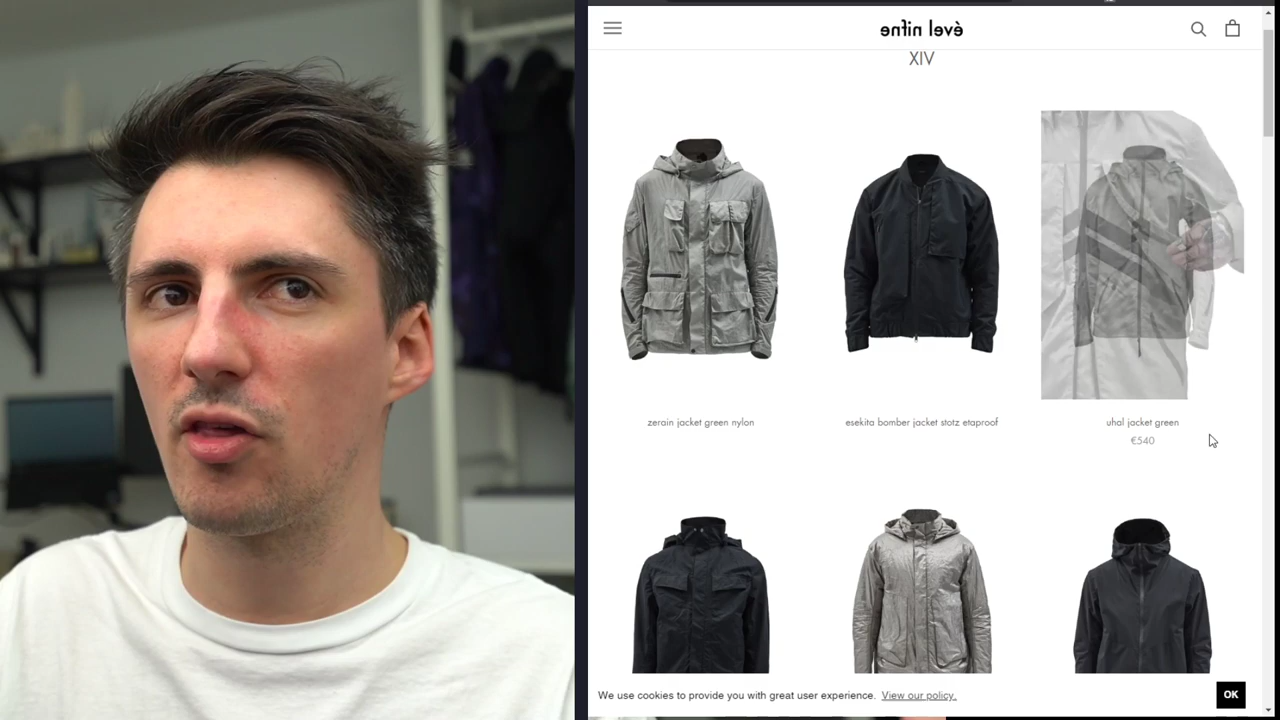 enfin levé
XIV
zerain jacket green nylon
esekita bomber jacket stotz etaproof
uhal jacket green
€540
We use cookies to provide you with great user experience. View our policy.
OK